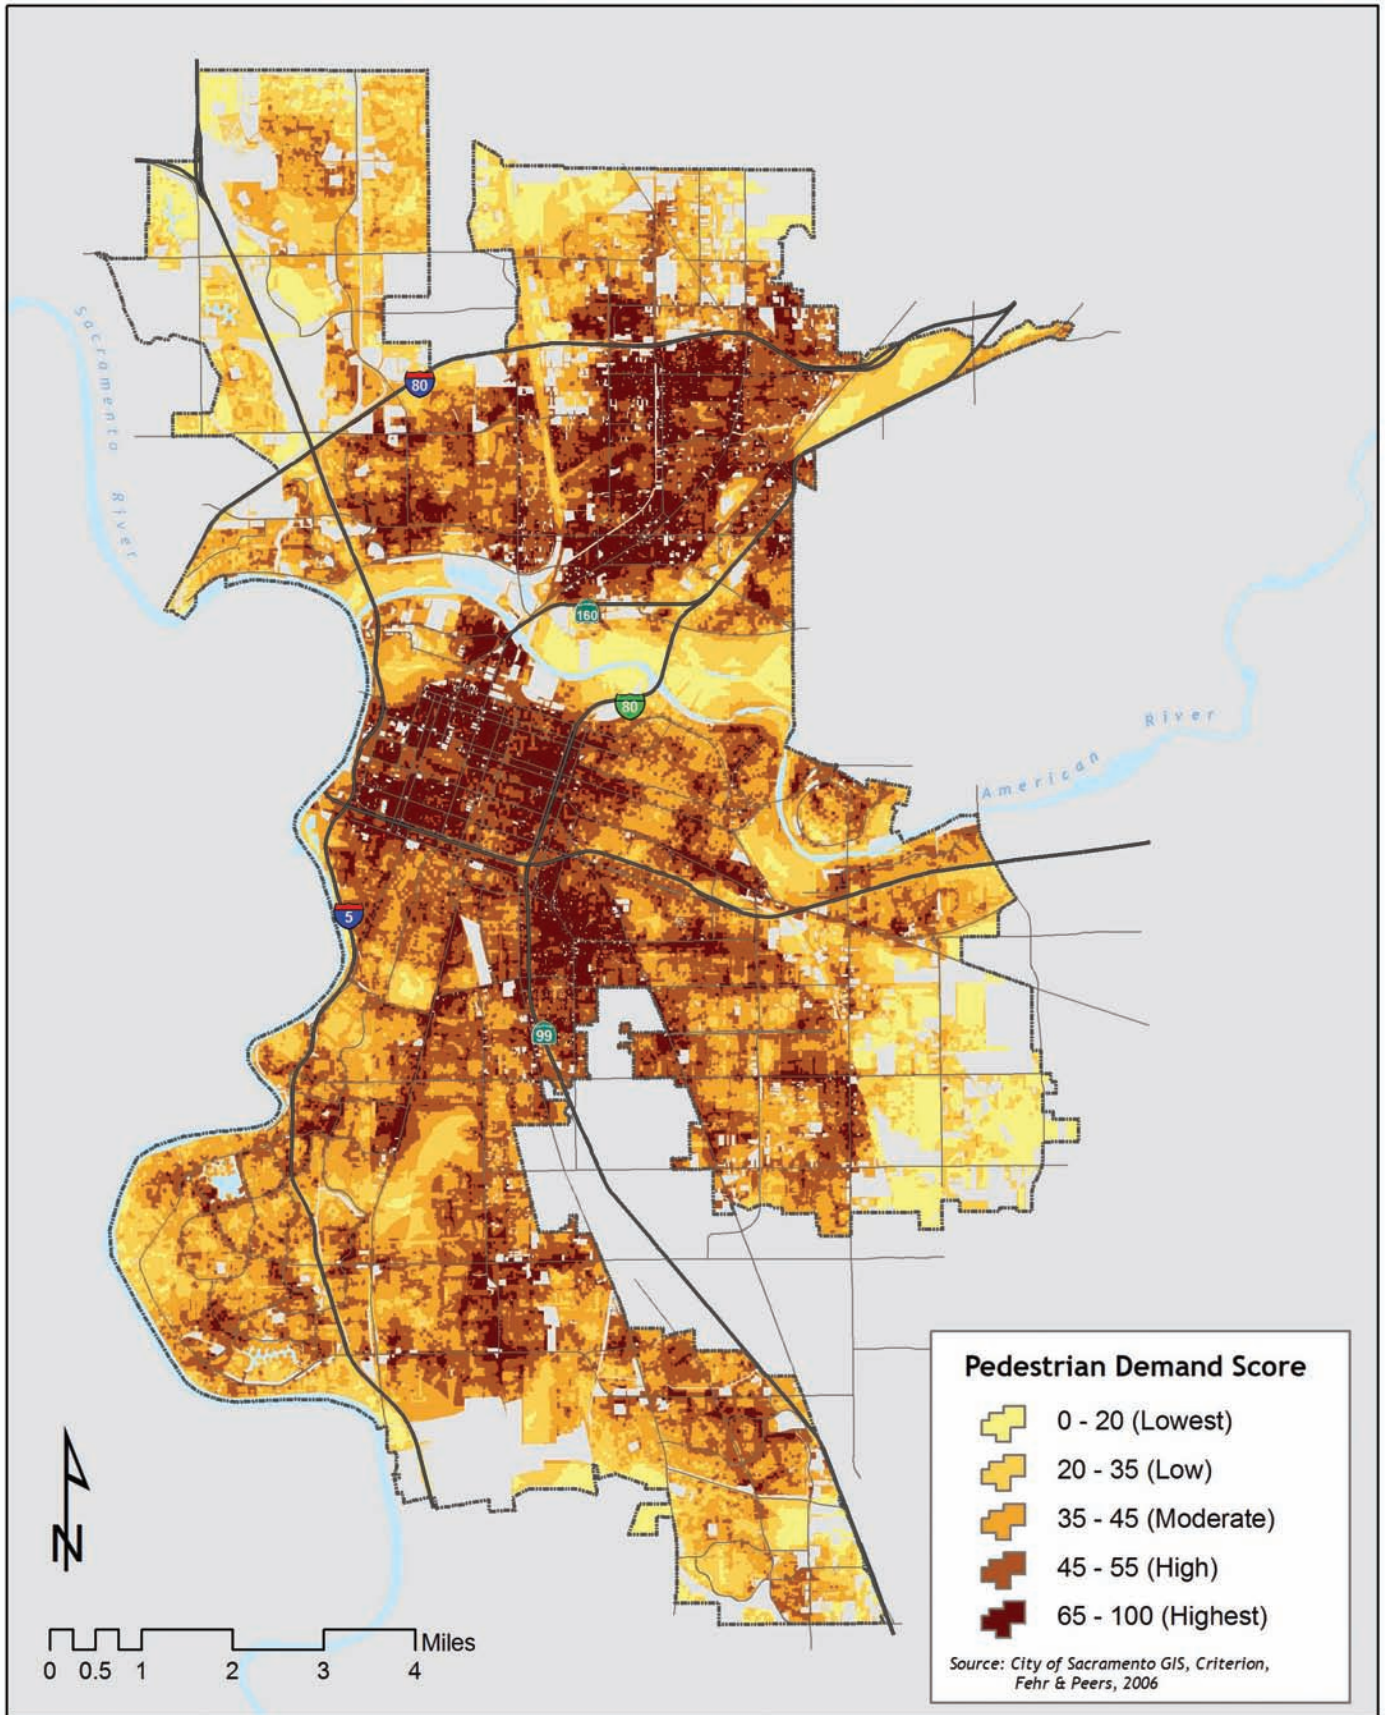 Sacramento River
80
160
80
American River
5
99
Pedestrian Demand Score
0 - 20 (Lowest)
20 - 35 (Low)
35 - 45 (Moderate)
45 - 55 (High)
65 - 100 (Highest)
Source: City of Sacramento GIS, Criterion,
Fehr & Peers, 2006
N
Miles
0 0.5 1 2 3 4